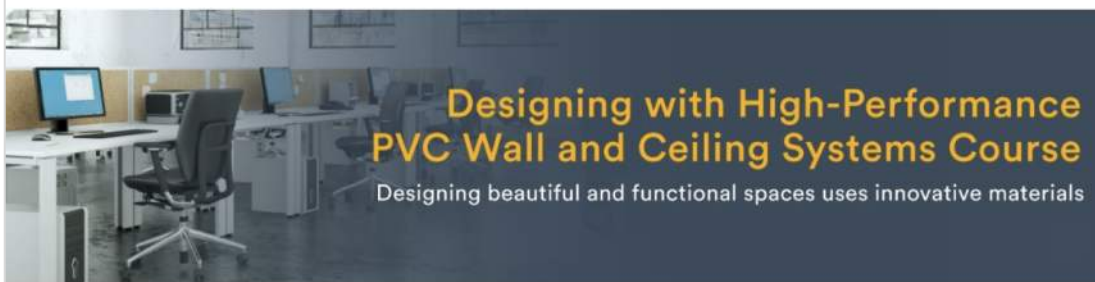 Designing with High-Performance
PVC Wall and Ceiling Systems Course
Designing beautiful and functional spaces uses innovative materials